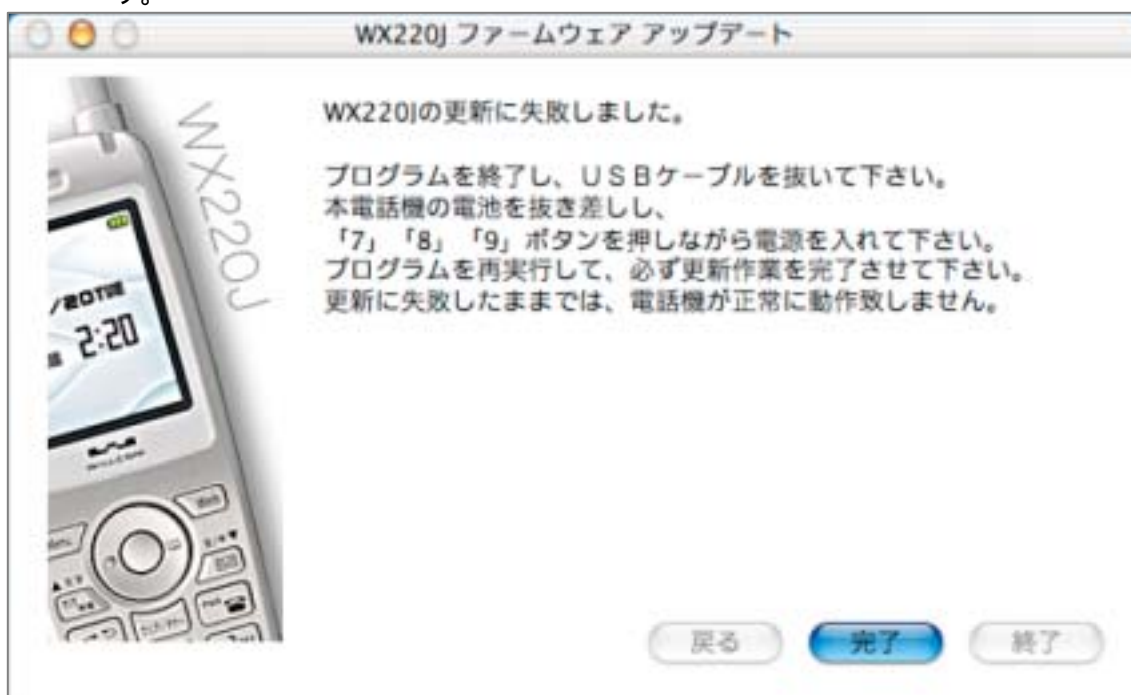 す。
WX220J ファームウェア アップデート
WX220J
WX220Jの更新に失敗しました。
プログラムを終了し、ＵＳＢケーブルを抜いて下さい。
本電話機の電池を抜き差しし、
「7」「8」「9」ボタンを押しながら電源を入れて下さい。
プログラムを再実行して、必ず更新作業を完了させて下さい。
更新に失敗したままでは、電話機が正常に動作致しません。
2:20
戻る
完了
終了